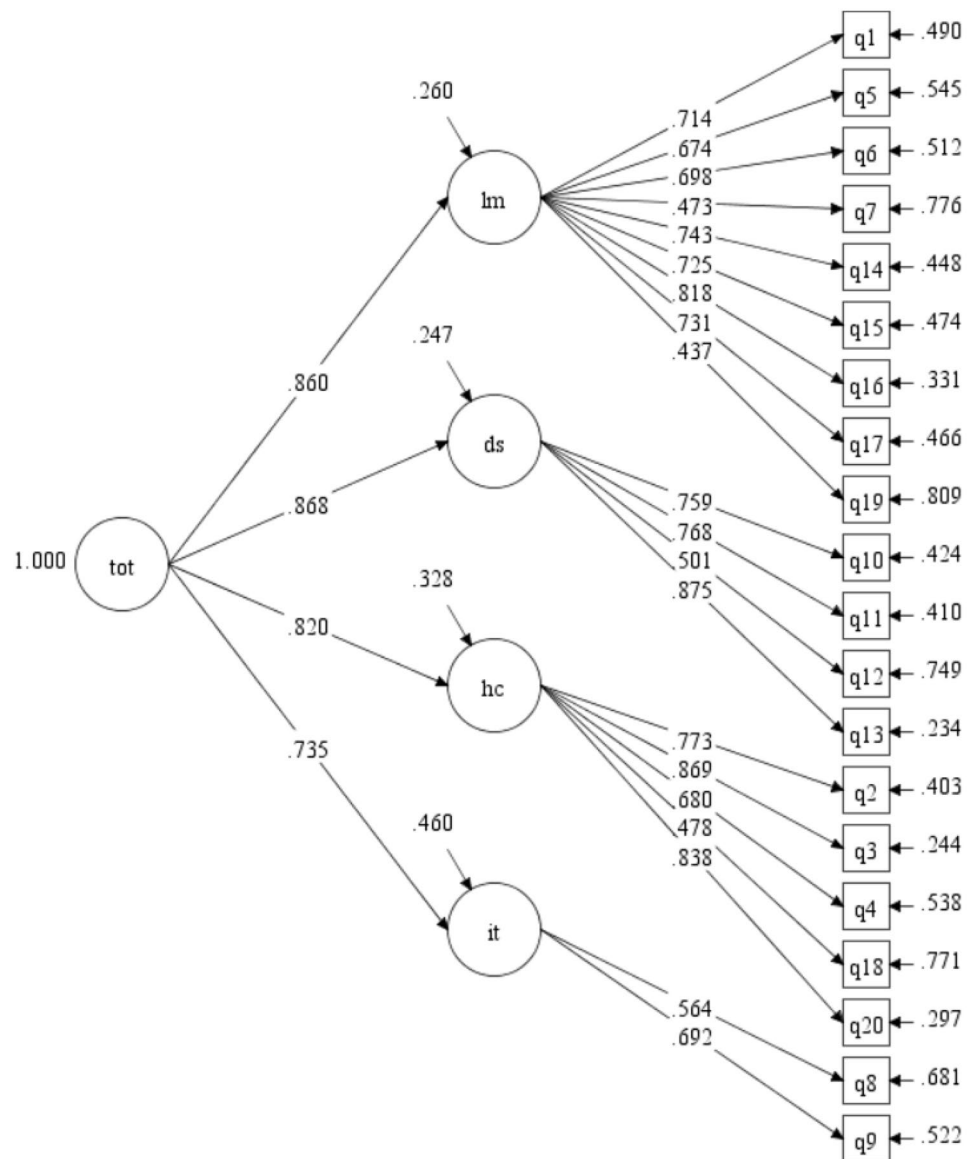 q1 .490
.260
q5 .545
.714
.674
q6 .512
.698
lm
.473
q7 .776
.743
.725
q14 .448
.818
.731
q15 .474
.247
.437
.860
q16 .331
ds
q17 .466
.759
q19 .809
.868
.768
.501
q10 .424
1.000 tot
.328
.875
q11 .410
.820
hc
q12 .749
.735
.773
q13 .234
.869
q2 .403
.680
.460
.478
q3 .244
.838
q4 .538
it
q18 .771
.564
q20 .297
.692
q8 .681
q9 .522